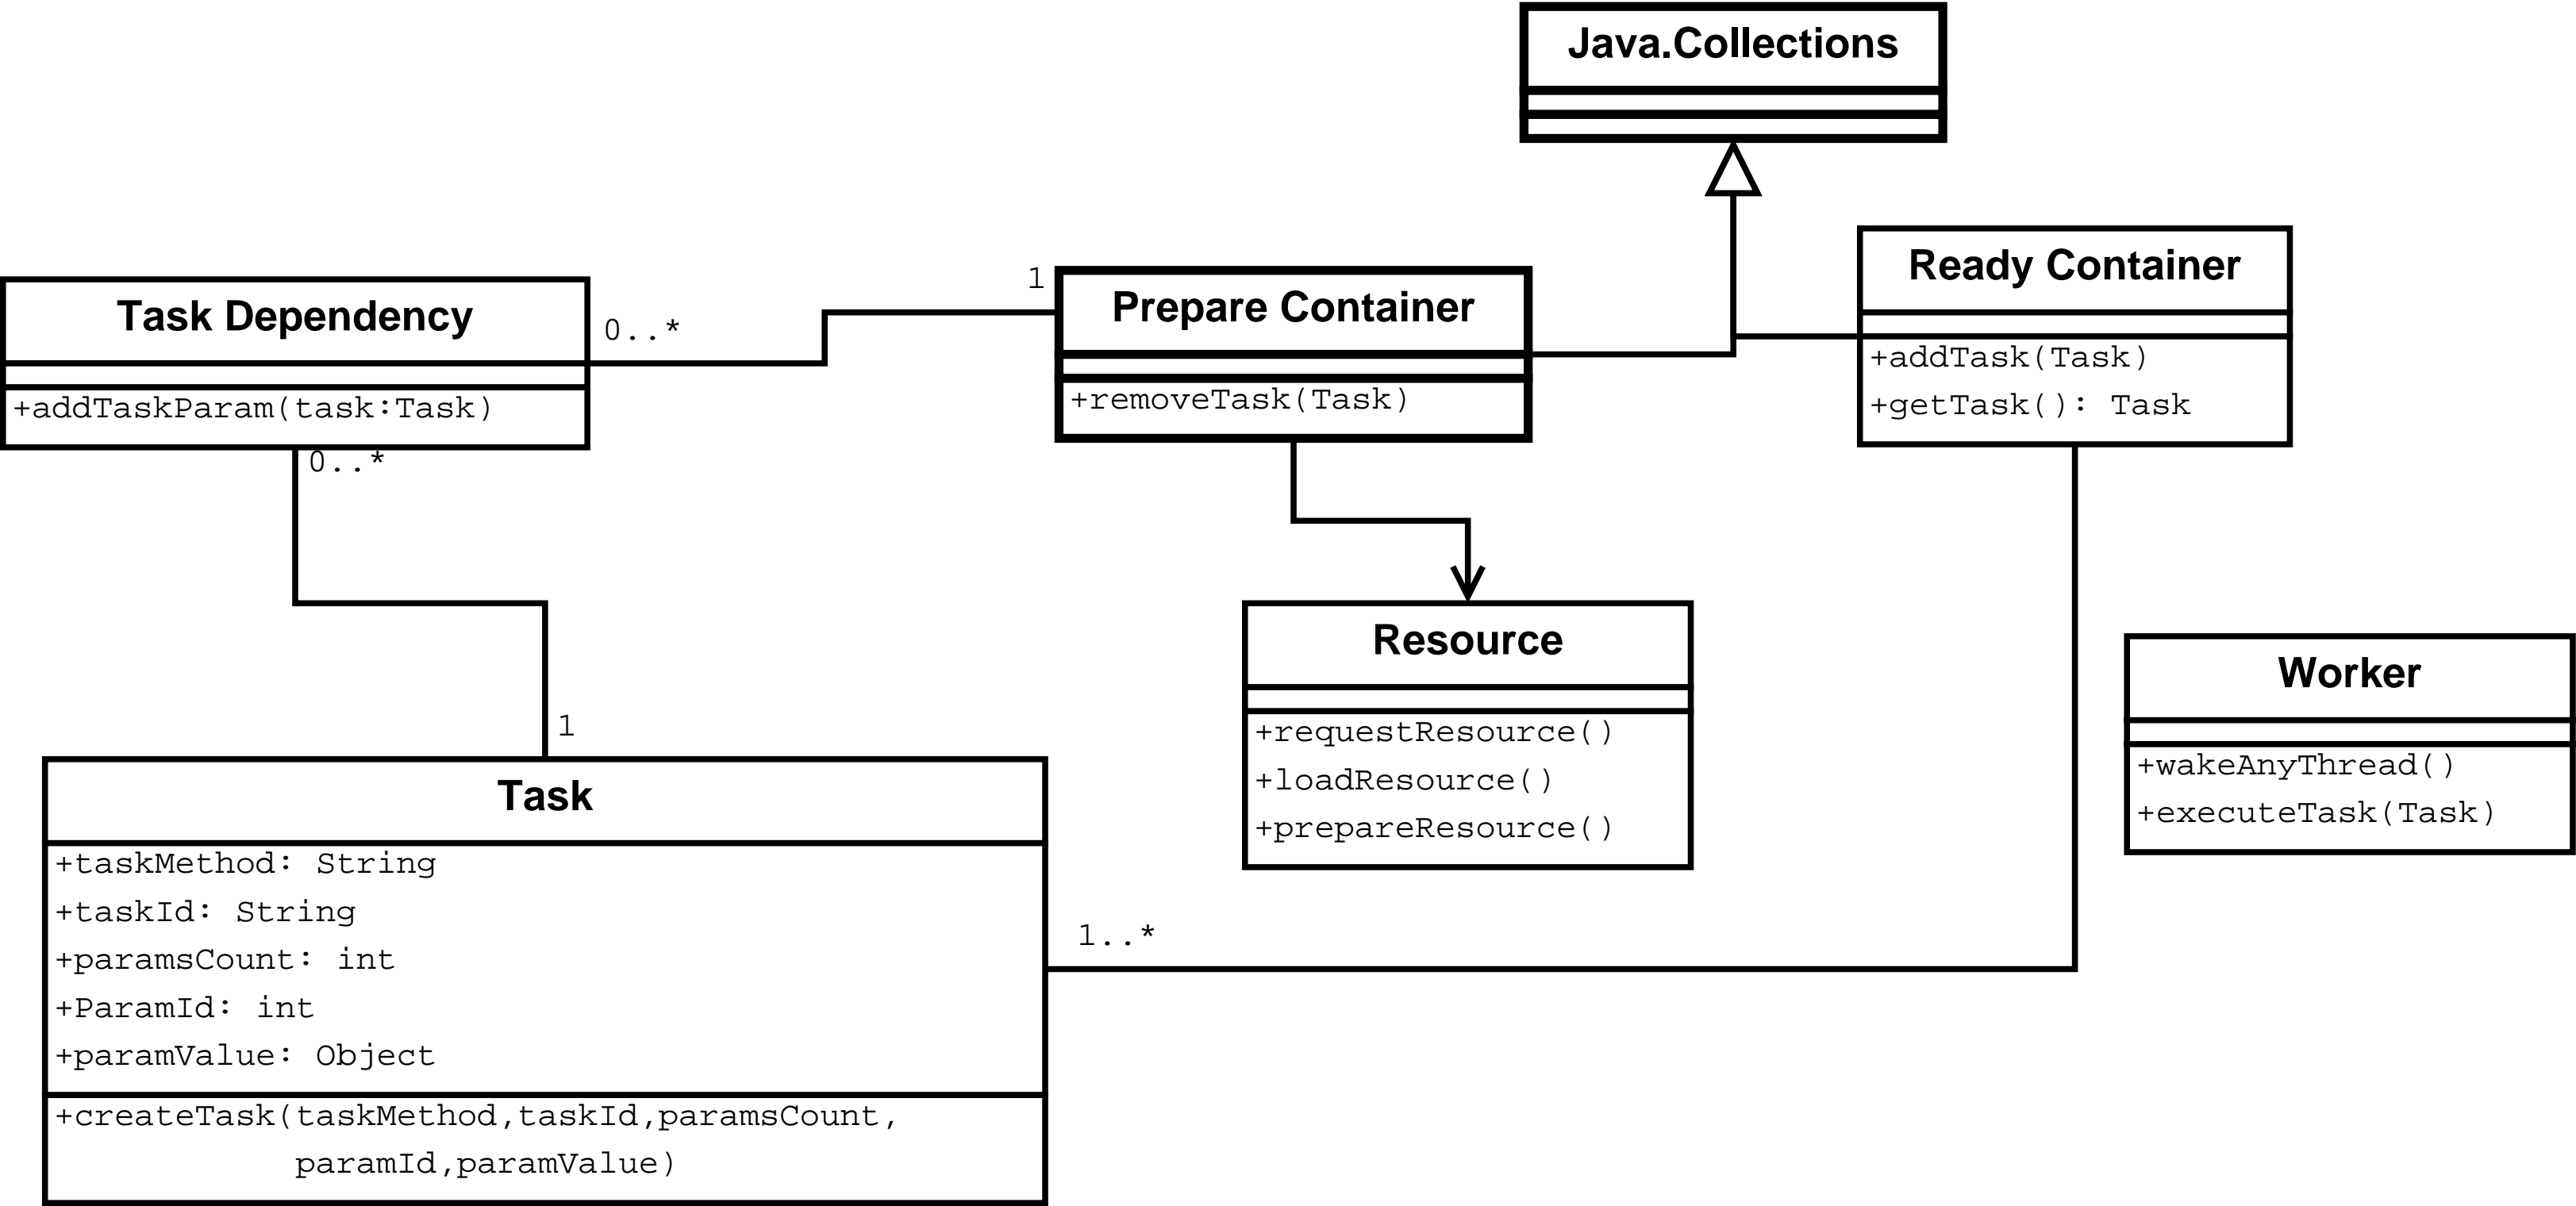 Java.Collections
Ready Container
+addTask(Task)
+getTask(): Task
1
Prepare Container
+removeTask(Task)
Task Dependency
+addTaskParam(task:Task)
0..*
0..*
1
Resource
+requestResource()
+loadResource()
+prepareResource()
Worker
+wakeAnyThread()
+executeTask(Task)
Task
+taskMethod: String
+taskId: String
+paramsCount: int
+ParamId: int
+paramValue: Object
+createTask(taskMethod,taskId,paramsCount,
paramId,paramValue)
1..*